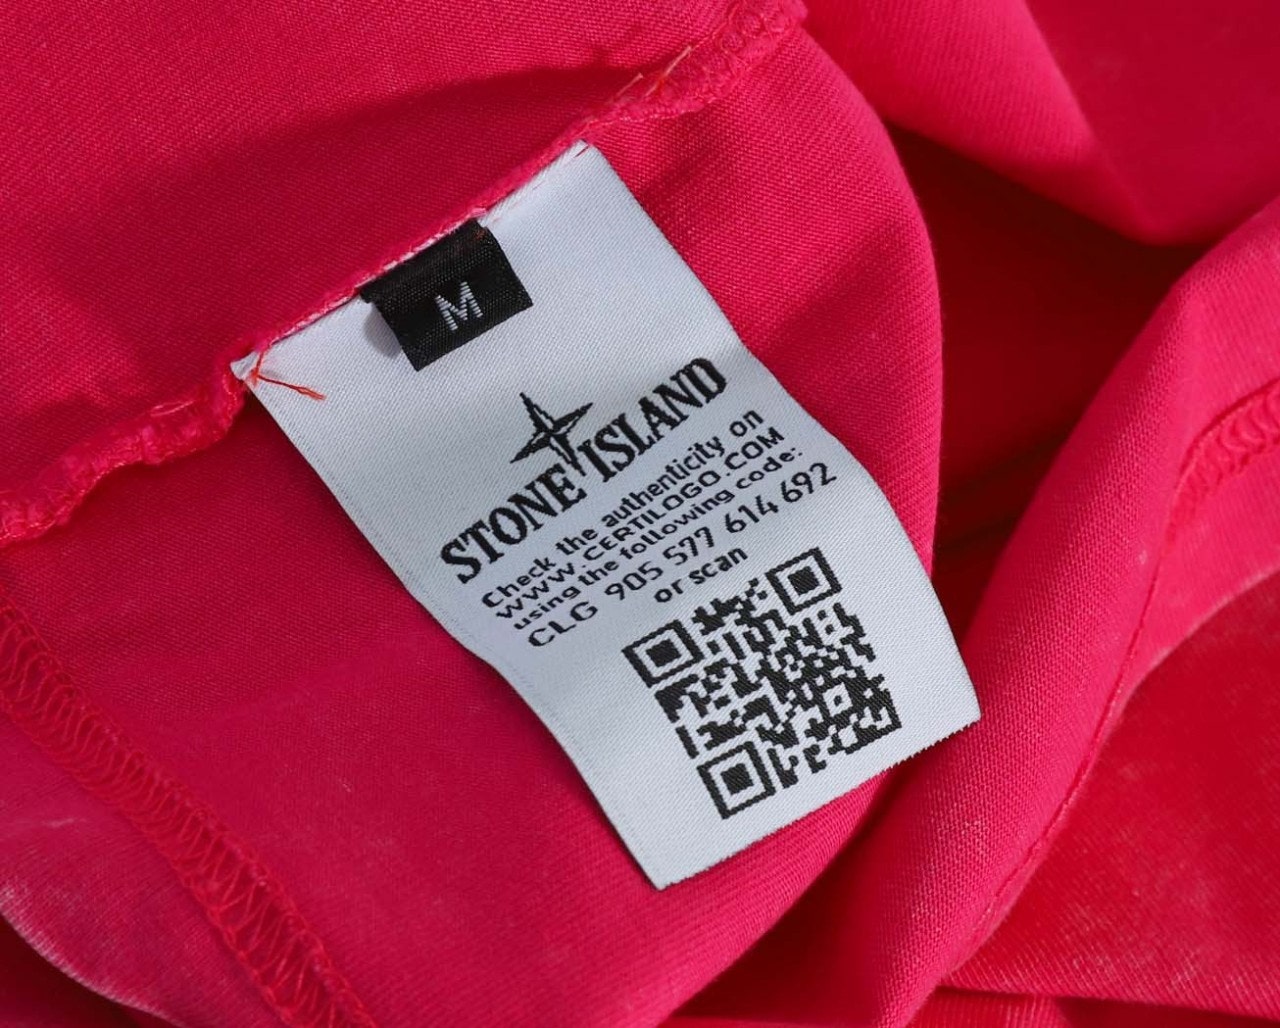 M
STONE ISLAND
Check the authenticity on
WWW.CERTILOGO.COM
using the following code:
CLG 905 577 614 692
or scan